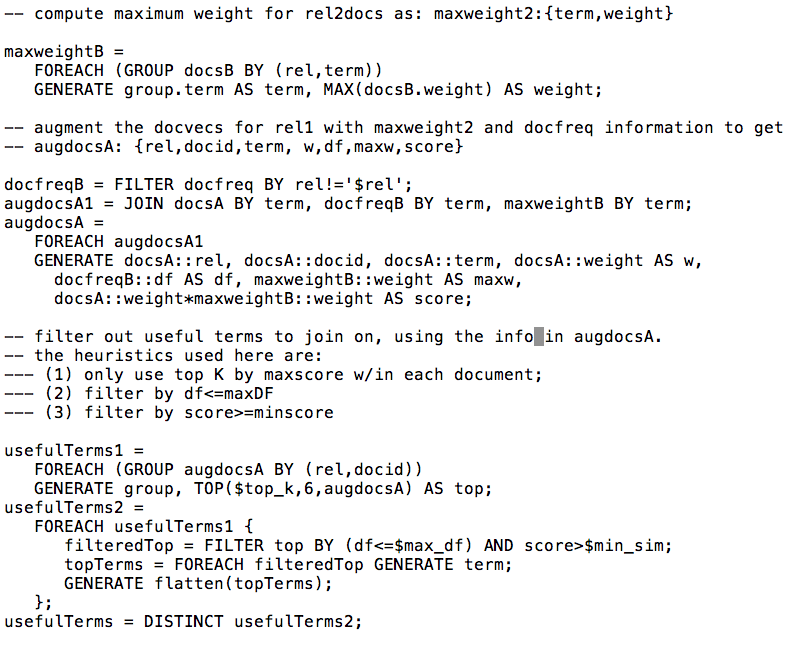 -- compute maximum weight for rel2docs as: maxweight2:{term,weight}

maxweightB =
   FOREACH (GROUP docsB BY (rel,term))
   GENERATE group.term AS term, MAX(docsB.weight) AS weight;

-- augment the docvecs for rel1 with maxweight2 and docfreq information to get
-- augdocsA: {rel,docid,term, w,df,maxw,score}

docfreqB = FILTER docfreq BY rel!='$rel';
augdocsA1 = JOIN docsA BY term, docfreqB BY term, maxweightB BY term;
augdocsA =
   FOREACH augdocsA1
   GENERATE docsA::rel, docsA::docid, docsA::term, docsA::weight AS w,
     docfreqB::df AS df, maxweightB::weight AS maxw,
     docsA::weight*maxweightB::weight AS score;

-- filter out useful terms to join on, using the info in augdocsA.
-- the heuristics used here are:
--- (1) only use top K by maxscore w/in each document;
--- (2) filter by df<=maxDF
--- (3) filter by score>=minscore

usefulTerms1 =
   FOREACH (GROUP augdocsA BY (rel,docid))
   GENERATE group, TOP($top_k,6,augdocsA) AS top;
usefulTerms2 =
   FOREACH usefulTerms1 {
      filteredTop = FILTER top BY (df<=$max_df) AND score>$min_sim;
      topTerms = FOREACH filteredTop GENERATE term;
      GENERATE flatten(topTerms);
   };
usefulTerms = DISTINCT usefulTerms2;